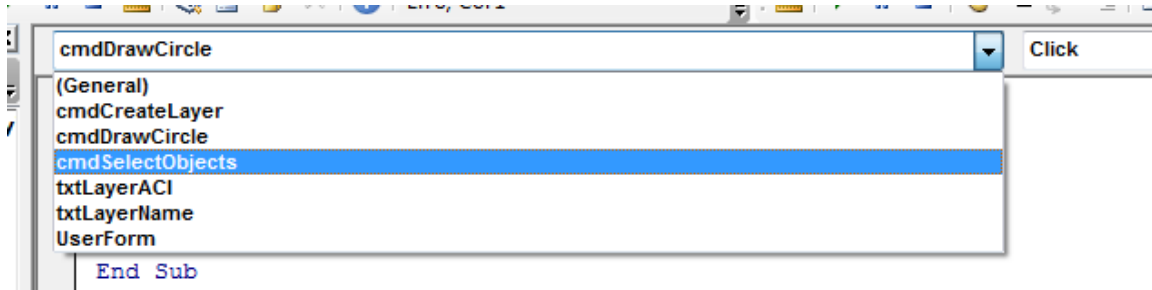 cmdDrawCircle Click
(General)
cmdCreateLayer
cmdDrawCircle
cmdSelectObjects
txtLayerACI
txtLayerName
UserForm
End Sub